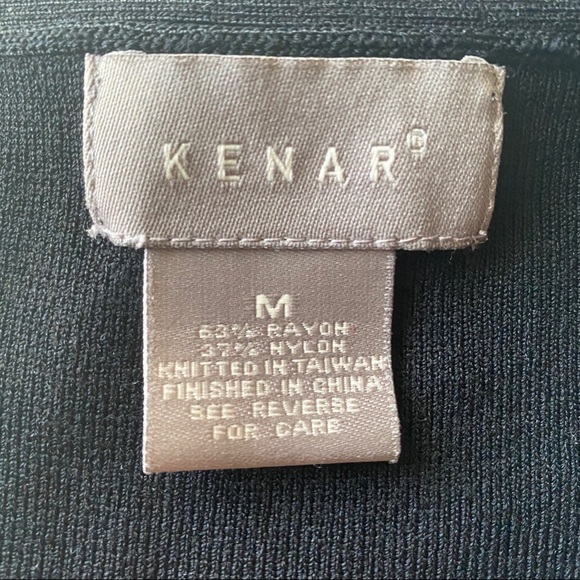 KENAR®
M
63% RAYON
37% NYLON
KNITTED IN TAIWAN
FINISHED IN CHINA
SEE REVERSE
FOR CARE